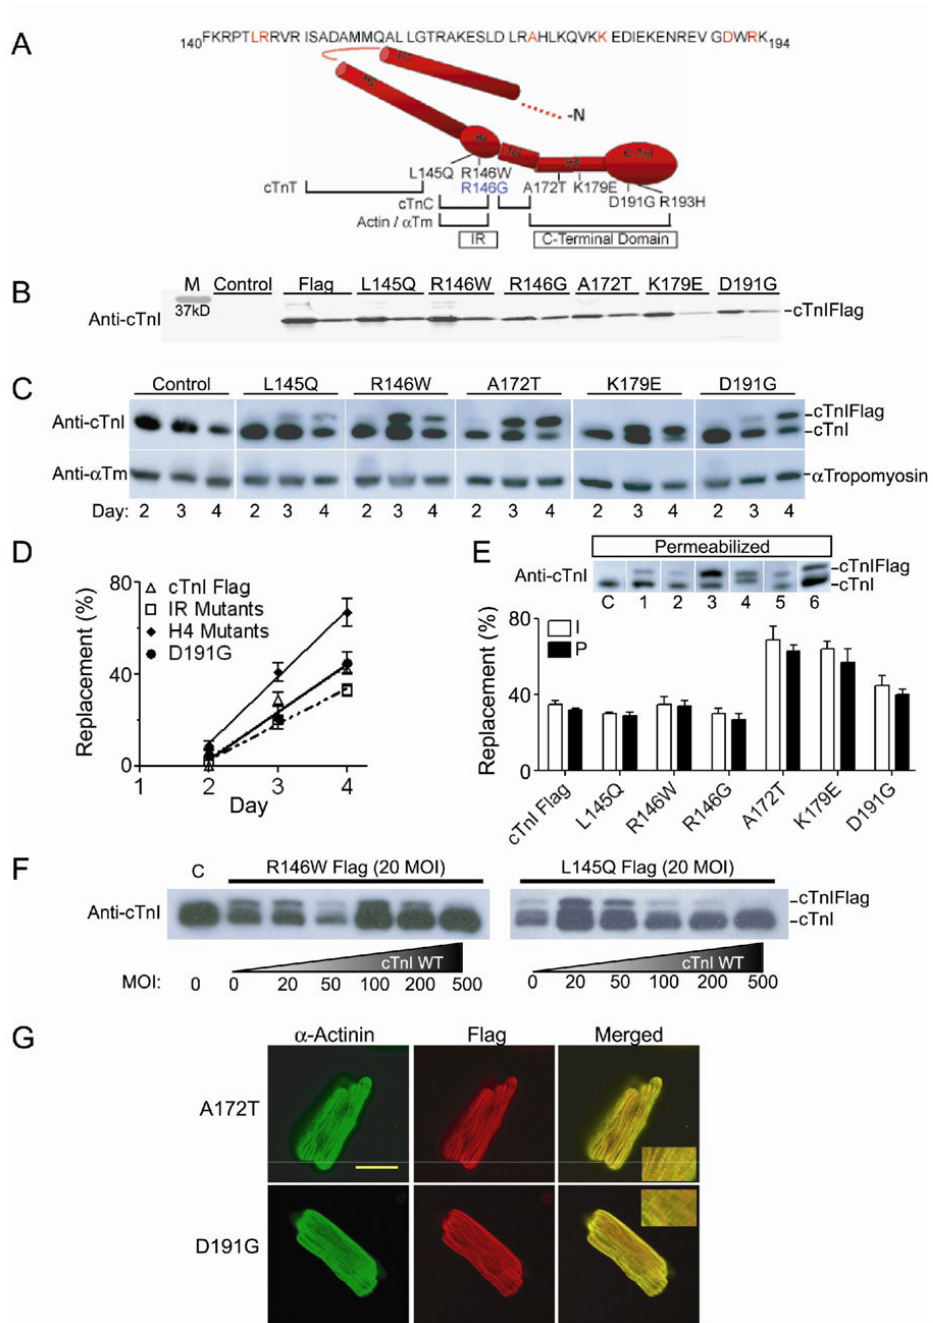 A
140FKRPTLRRVR ISADAMMQAL LGTRAKESLD LRAHLKQVKK EDIEKENREV GDWRK194
-N
L145Q R146W A172T K179E
cTnT R146G D191G R193H
cTnC
Actin / αTm
IR C-Terminal Domain
B
M Control Flag L145Q R146W R146G A172T K179E D191G
37kD
Anti-cTnI cTnIFlag
C
Control L145Q R146W A172T K179E D191G
Anti-cTnI cTnIFlag
cTnI
Anti-αTm αTropomyosin
Day: 2 3 4 2 3 4 2 3 4 2 3 4 2 3 4 2 3 4
D
Replacement (%)
80
40
0
1 2 3 4
Day
cTnI Flag
IR Mutants
H4 Mutants
D191G
E
Permeabilized
Anti-cTnI cTnIFlag
cTnI
C 1 2 3 4 5 6
Replacement (%)
80
40
0
I
P
cTnI Flag L145Q R146W R146G A172T K179E D191G
F
C R146W Flag (20 MOI) L145Q Flag (20 MOI)
Anti-cTnI cTnIFlag
cTnI
cTnI WT cTnI WT
MOI: 0 0 20 50 100 200 500 0 20 50 100 200 500
G
α-Actinin Flag Merged
A172T
D191G